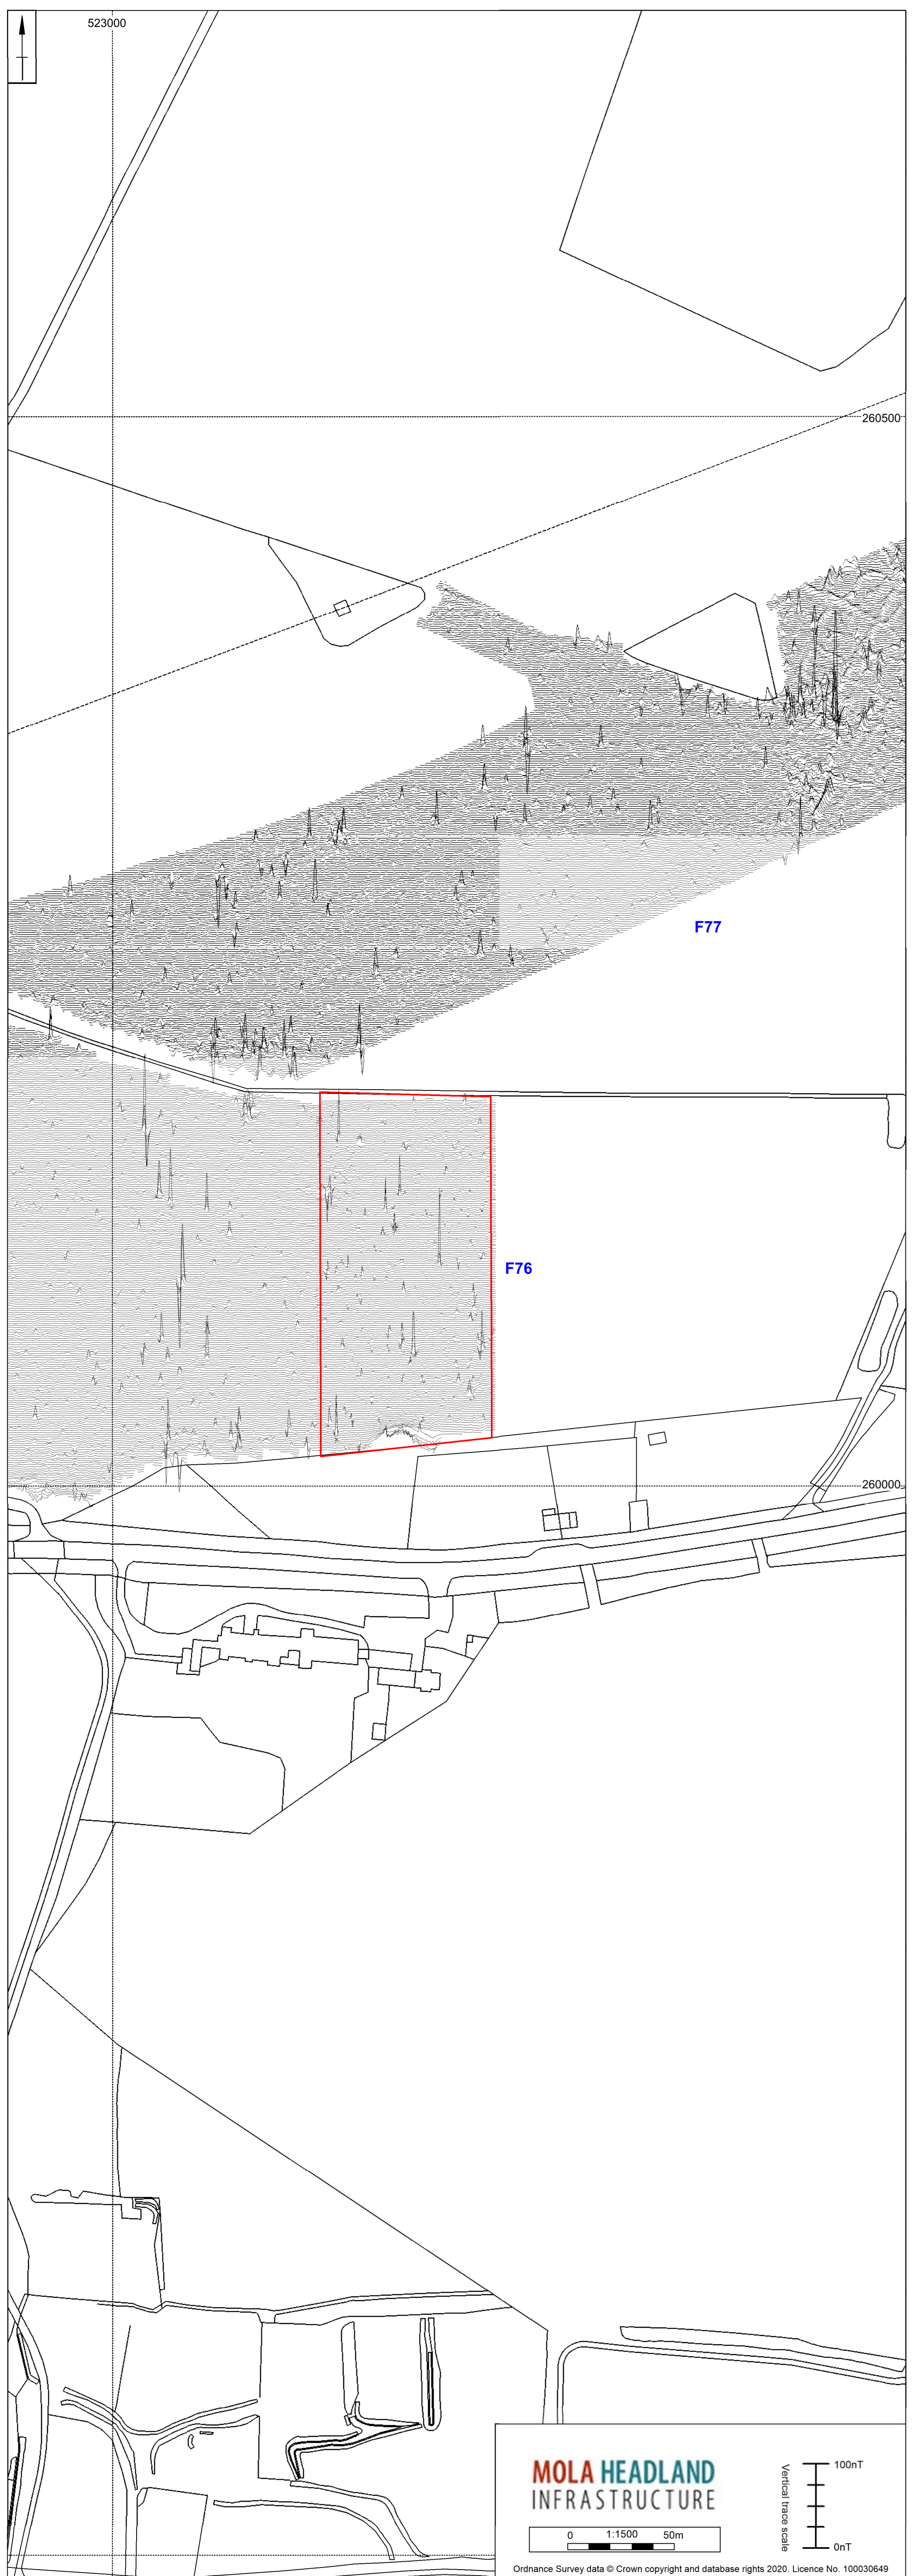 523000
260500
F77
F76
260000
MOLA HEADLAND
INFRASTRUCTURE
0 1:1500 50m
Vertical trace scale
100nT
0nT
Ordnance Survey data © Crown copyright and database rights 2020. Licence No. 100030649